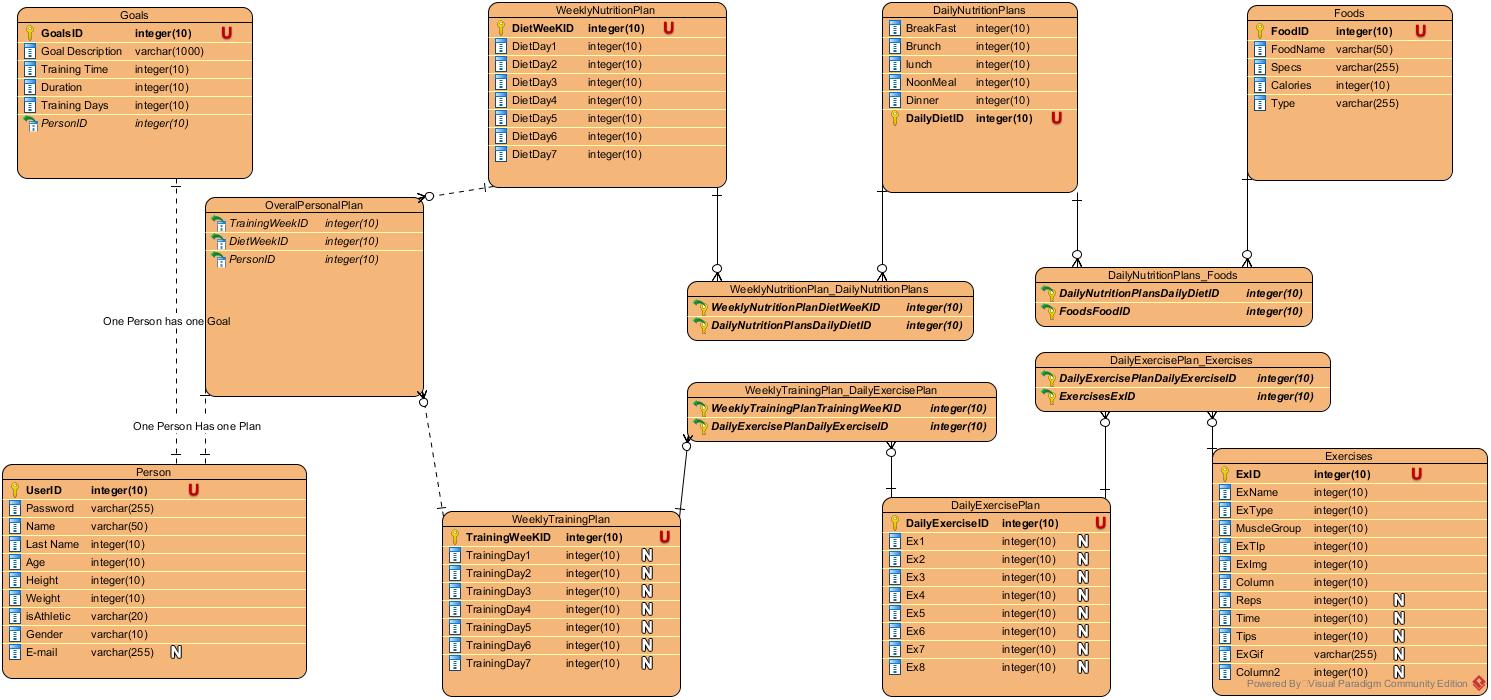 Goals
GoalsID integer(10) U
Goal Description varchar(1000)
Training Time integer(10)
Duration integer(10)
Training Days integer(10)
PersonID integer(10)
WeeklyNutritionPlan
DietWeeKID integer(10) U
DietDay1 integer(10)
DietDay2 integer(10)
DietDay3 integer(10)
DietDay4 integer(10)
DietDay5 integer(10)
DietDay6 integer(10)
DietDay7 integer(10)
DailyNutritionPlans
BreakFast integer(10)
Brunch integer(10)
lunch integer(10)
NoonMeal integer(10)
Dinner integer(10)
DailyDietID integer(10) U
Foods
FoodID integer(10) U
FoodName varchar(50)
Specs varchar(255)
Calories integer(10)
Type varchar(255)
OveralPersonalPlan
TrainingWeekID integer(10)
DietWeekID integer(10)
PersonID integer(10)
WeeklyNutritionPlan_DailyNutritionPlans
WeeklyNutritionPlanDietWeeKID integer(10)
DailyNutritionPlansDailyDietID integer(10)
DailyNutritionPlans_Foods
DailyNutritionPlansDailyDietID integer(10)
FoodsFoodID integer(10)
One Person has one Goal
One Person Has one Plan
WeeklyTrainingPlan_DailyExercisePlan
WeeklyTrainingPlanTrainingWeeKID integer(10)
DailyExercisePlanDailyExerciseID integer(10)
DailyExercisePlan_Exercises
DailyExercisePlanDailyExerciseID integer(10)
ExercisesExID integer(10)
Person
UserID integer(10) U
Password varchar(255)
Name varchar(50)
Last Name integer(10)
Age integer(10)
Height integer(10)
Weight integer(10)
isAthletic varchar(20)
Gender varchar(10)
E-mail varchar(255) N
WeeklyTrainingPlan
TrainingWeeKID integer(10) U
TrainingDay1 integer(10) N
TrainingDay2 integer(10) N
TrainingDay3 integer(10) N
TrainingDay4 integer(10) N
TrainingDay5 integer(10) N
TrainingDay6 integer(10) N
TrainingDay7 integer(10) N
DailyExercisePlan
DailyExerciseID integer(10) U
Ex1 integer(10) N
Ex2 integer(10) N
Ex3 integer(10) N
Ex4 integer(10) N
Ex5 integer(10) N
Ex6 integer(10) N
Ex7 integer(10) N
Ex8 integer(10) N
Exercises
ExID integer(10) U
ExName integer(10)
ExType integer(10)
MuscleGroup integer(10)
ExTIp integer(10)
ExImg integer(10)
Column integer(10)
Reps integer(10) N
Time integer(10) N
Tips integer(10) N
ExGif varchar(255) N
Column2 integer(10) N
Powered By Visual Paradigm Community Edition